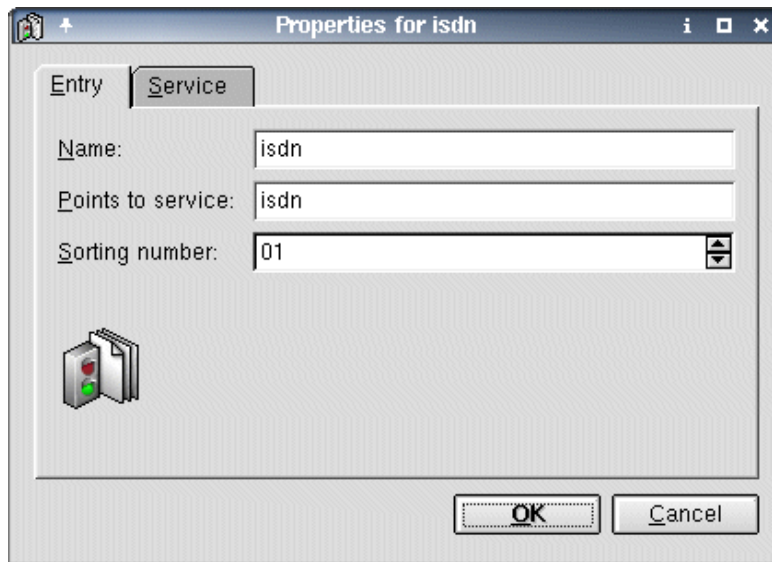 Properties for isdn
Entry
Service
Name:
isdn
Points to service:
isdn
Sorting number:
01
OK
Cancel